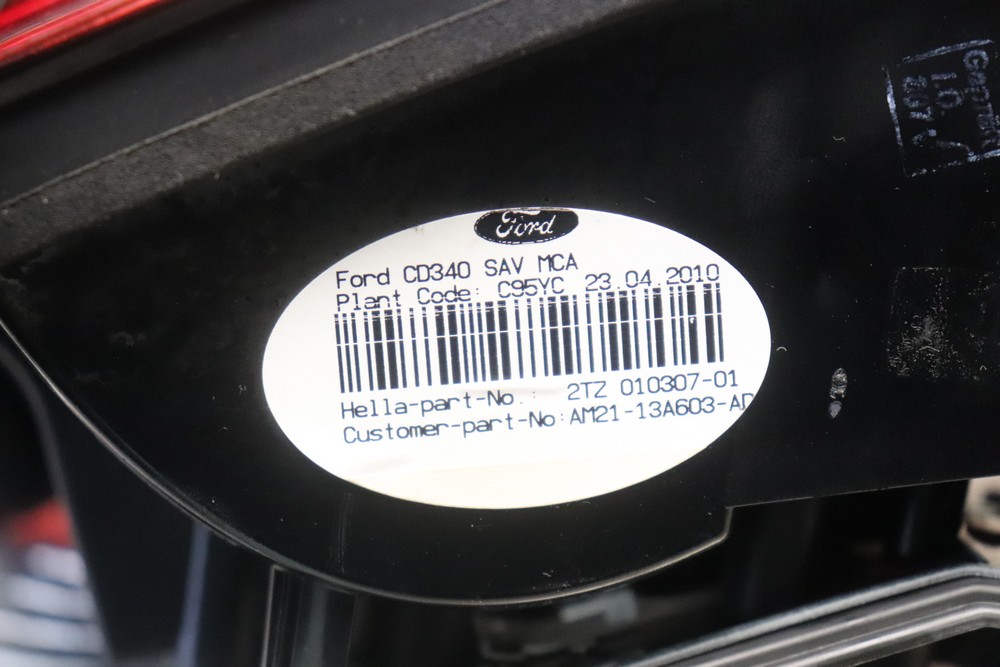 Ford
Ford CD340 SAV MCA
Plant Code: C95YC 23.04.2010
Hella-part-No.: 2TZ 010307-01
Customer-part-No:AM21-13A603-AD